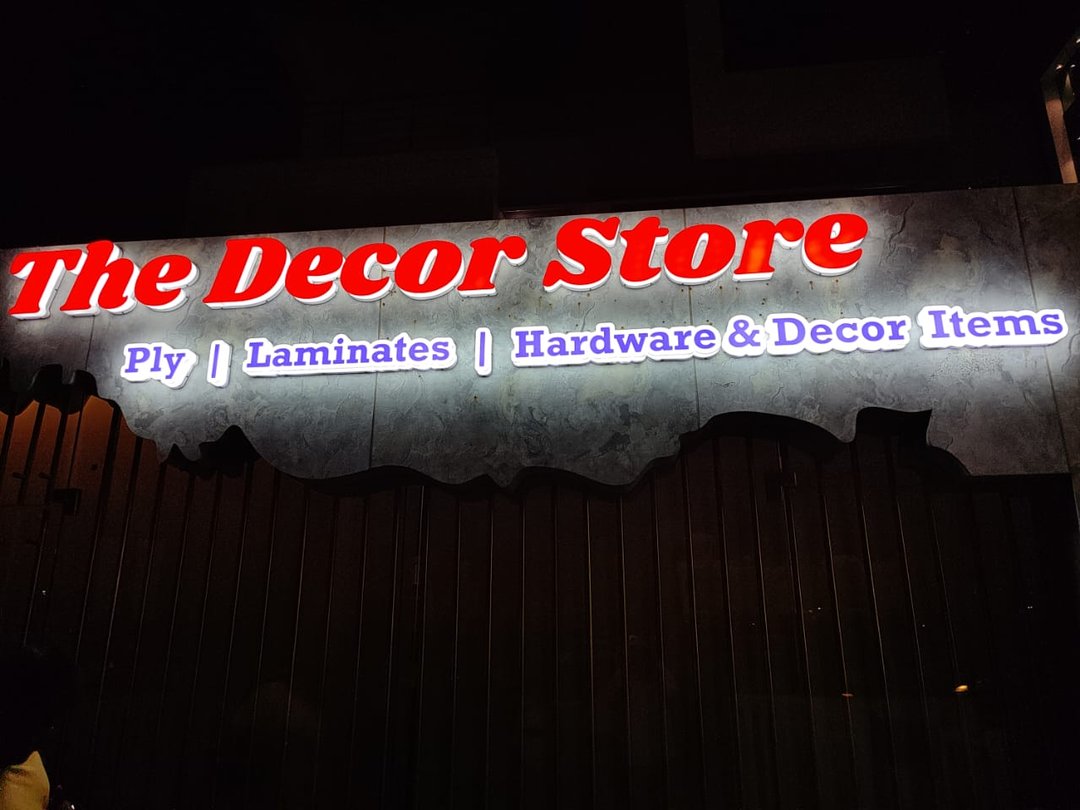 The Decor Store
Ply | Laminates | Hardware & Decor Items